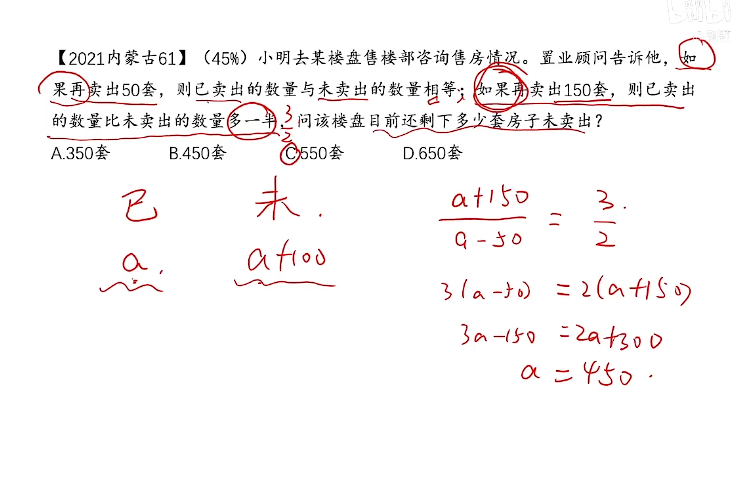 【2021内蒙古61】（45%）小明去某楼盘售楼部咨询售房情况。置业顾问告诉他，如
果再卖出50套，则已卖出的数量与未卖出的数量相等；如果再卖出150套，则已卖出
a
的数量比未卖出的数量多一半，问该楼盘目前还剩下多少套房子未卖出？
3/2
A.350套 B.450套 C.550套 D.650套
已 未.
a. a+100
(a+150)/(a-50) = 3/2
3(a-50) = 2(a+150)
3a-150 = 2a+300
a = 450.